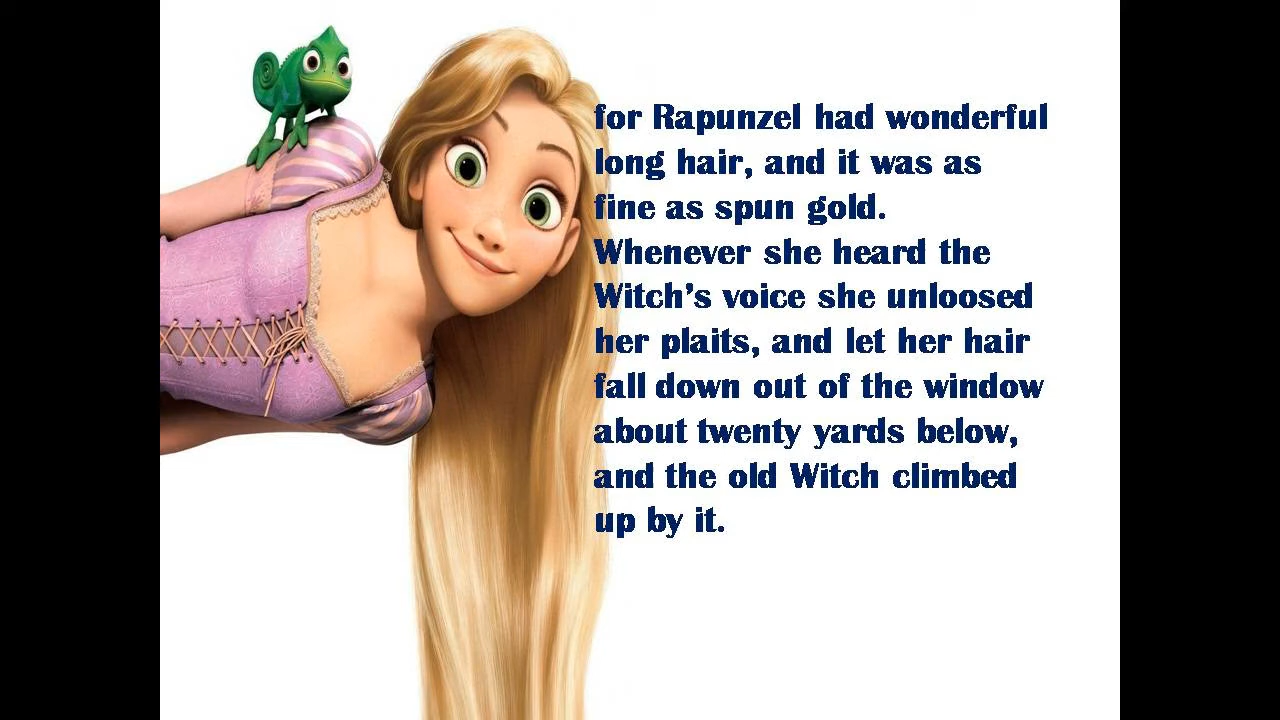 for Rapunzel had wonderful
long hair, and it was as
fine as spun gold.
Whenever she heard the
Witch’s voice she unloosed
her plaits, and let her hair
fall down out of the window
about twenty yards below,
and the old Witch climbed
up by it.